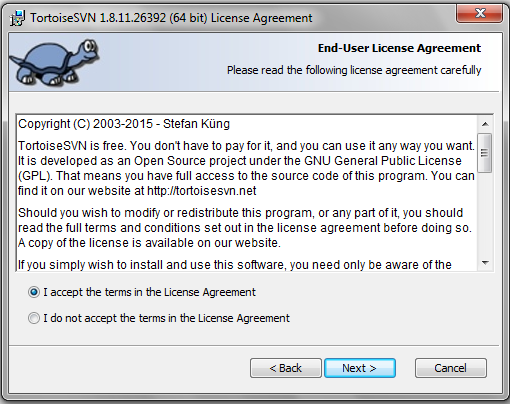 TortoiseSVN 1.8.11.26392 (64 bit) License Agreement
End-User License Agreement
Please read the following license agreement carefully
Copyright (C) 2003-2015 - Stefan Küng
TortoiseSVN is free. You don't have to pay for it, and you can use it any way you want.
It is developed as an Open Source project under the GNU General Public License
(GPL). That means you have full access to the source code of this program. You can
find it on our website at http://tortoisesvn.net
Should you wish to modify or redistribute this program, or any part of it, you should
read the full terms and conditions set out in the license agreement before doing so.
A copy of the license is available on our website.
If you simply wish to install and use this software, you need only be aware of the
I accept the terms in the License Agreement
I do not accept the terms in the License Agreement
< Back
Next >
Cancel